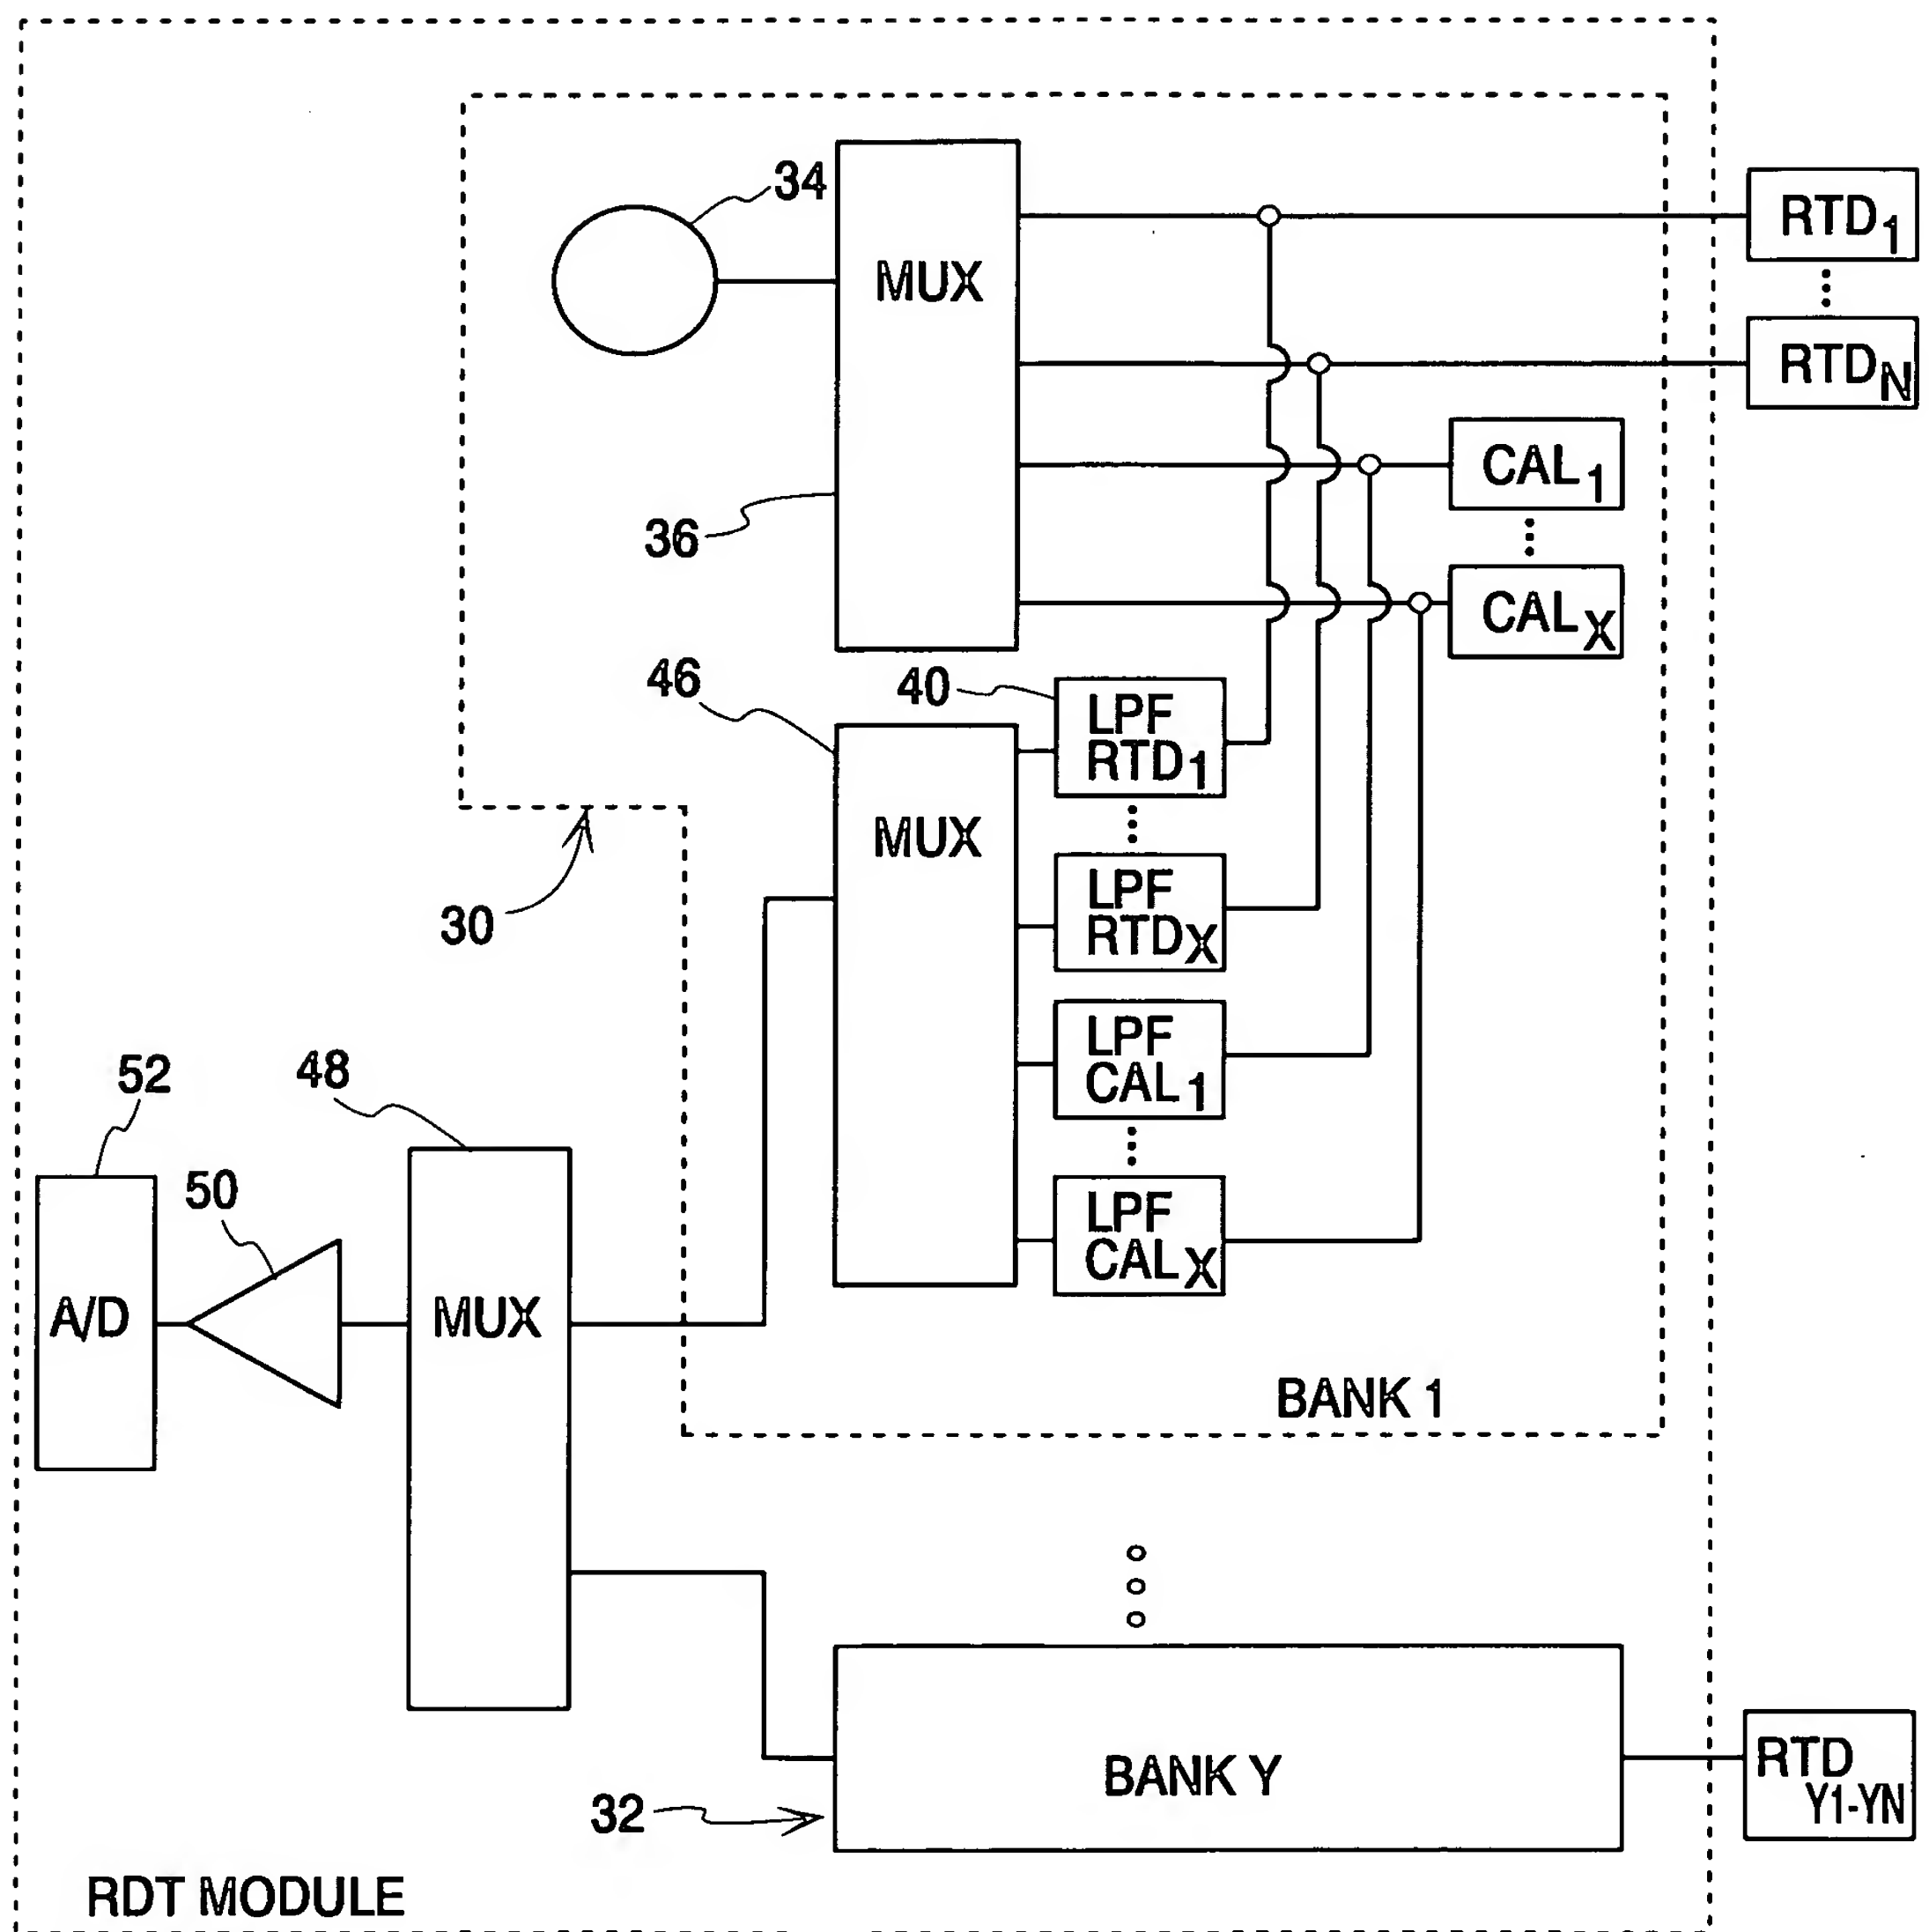 34
MUX
RTD1
RTDN
CAL1
36
CALX
46
40
LPF
RTD1
MUX
LPF
RTDX
30
LPF
CAL1
52
48
50
LPF
CALX
A/D
MUX
BANK 1
BANK Y
RTD
Y1-YN
32
RDT MODULE